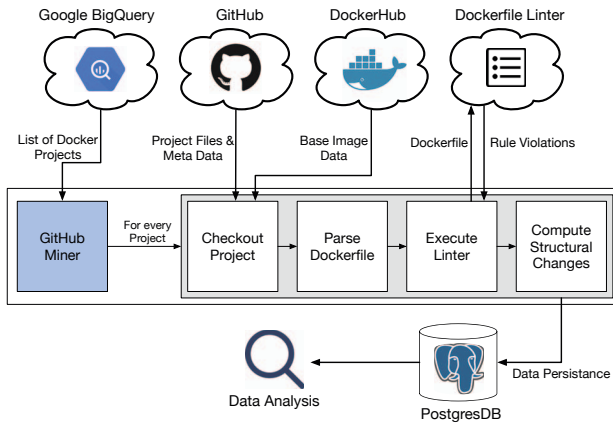 Google BigQuery
GitHub
DockerHub
Dockerfile Linter
List of Docker
Projects
Project Files &
Meta Data
Base Image
Data
Dockerfile
Rule Violations
GitHub
Miner
For every
Project
Checkout
Project
Parse
Dockerfile
Execute
Linter
Compute
Structural
Changes
Data Analysis
PostgresDB
Data Persistance